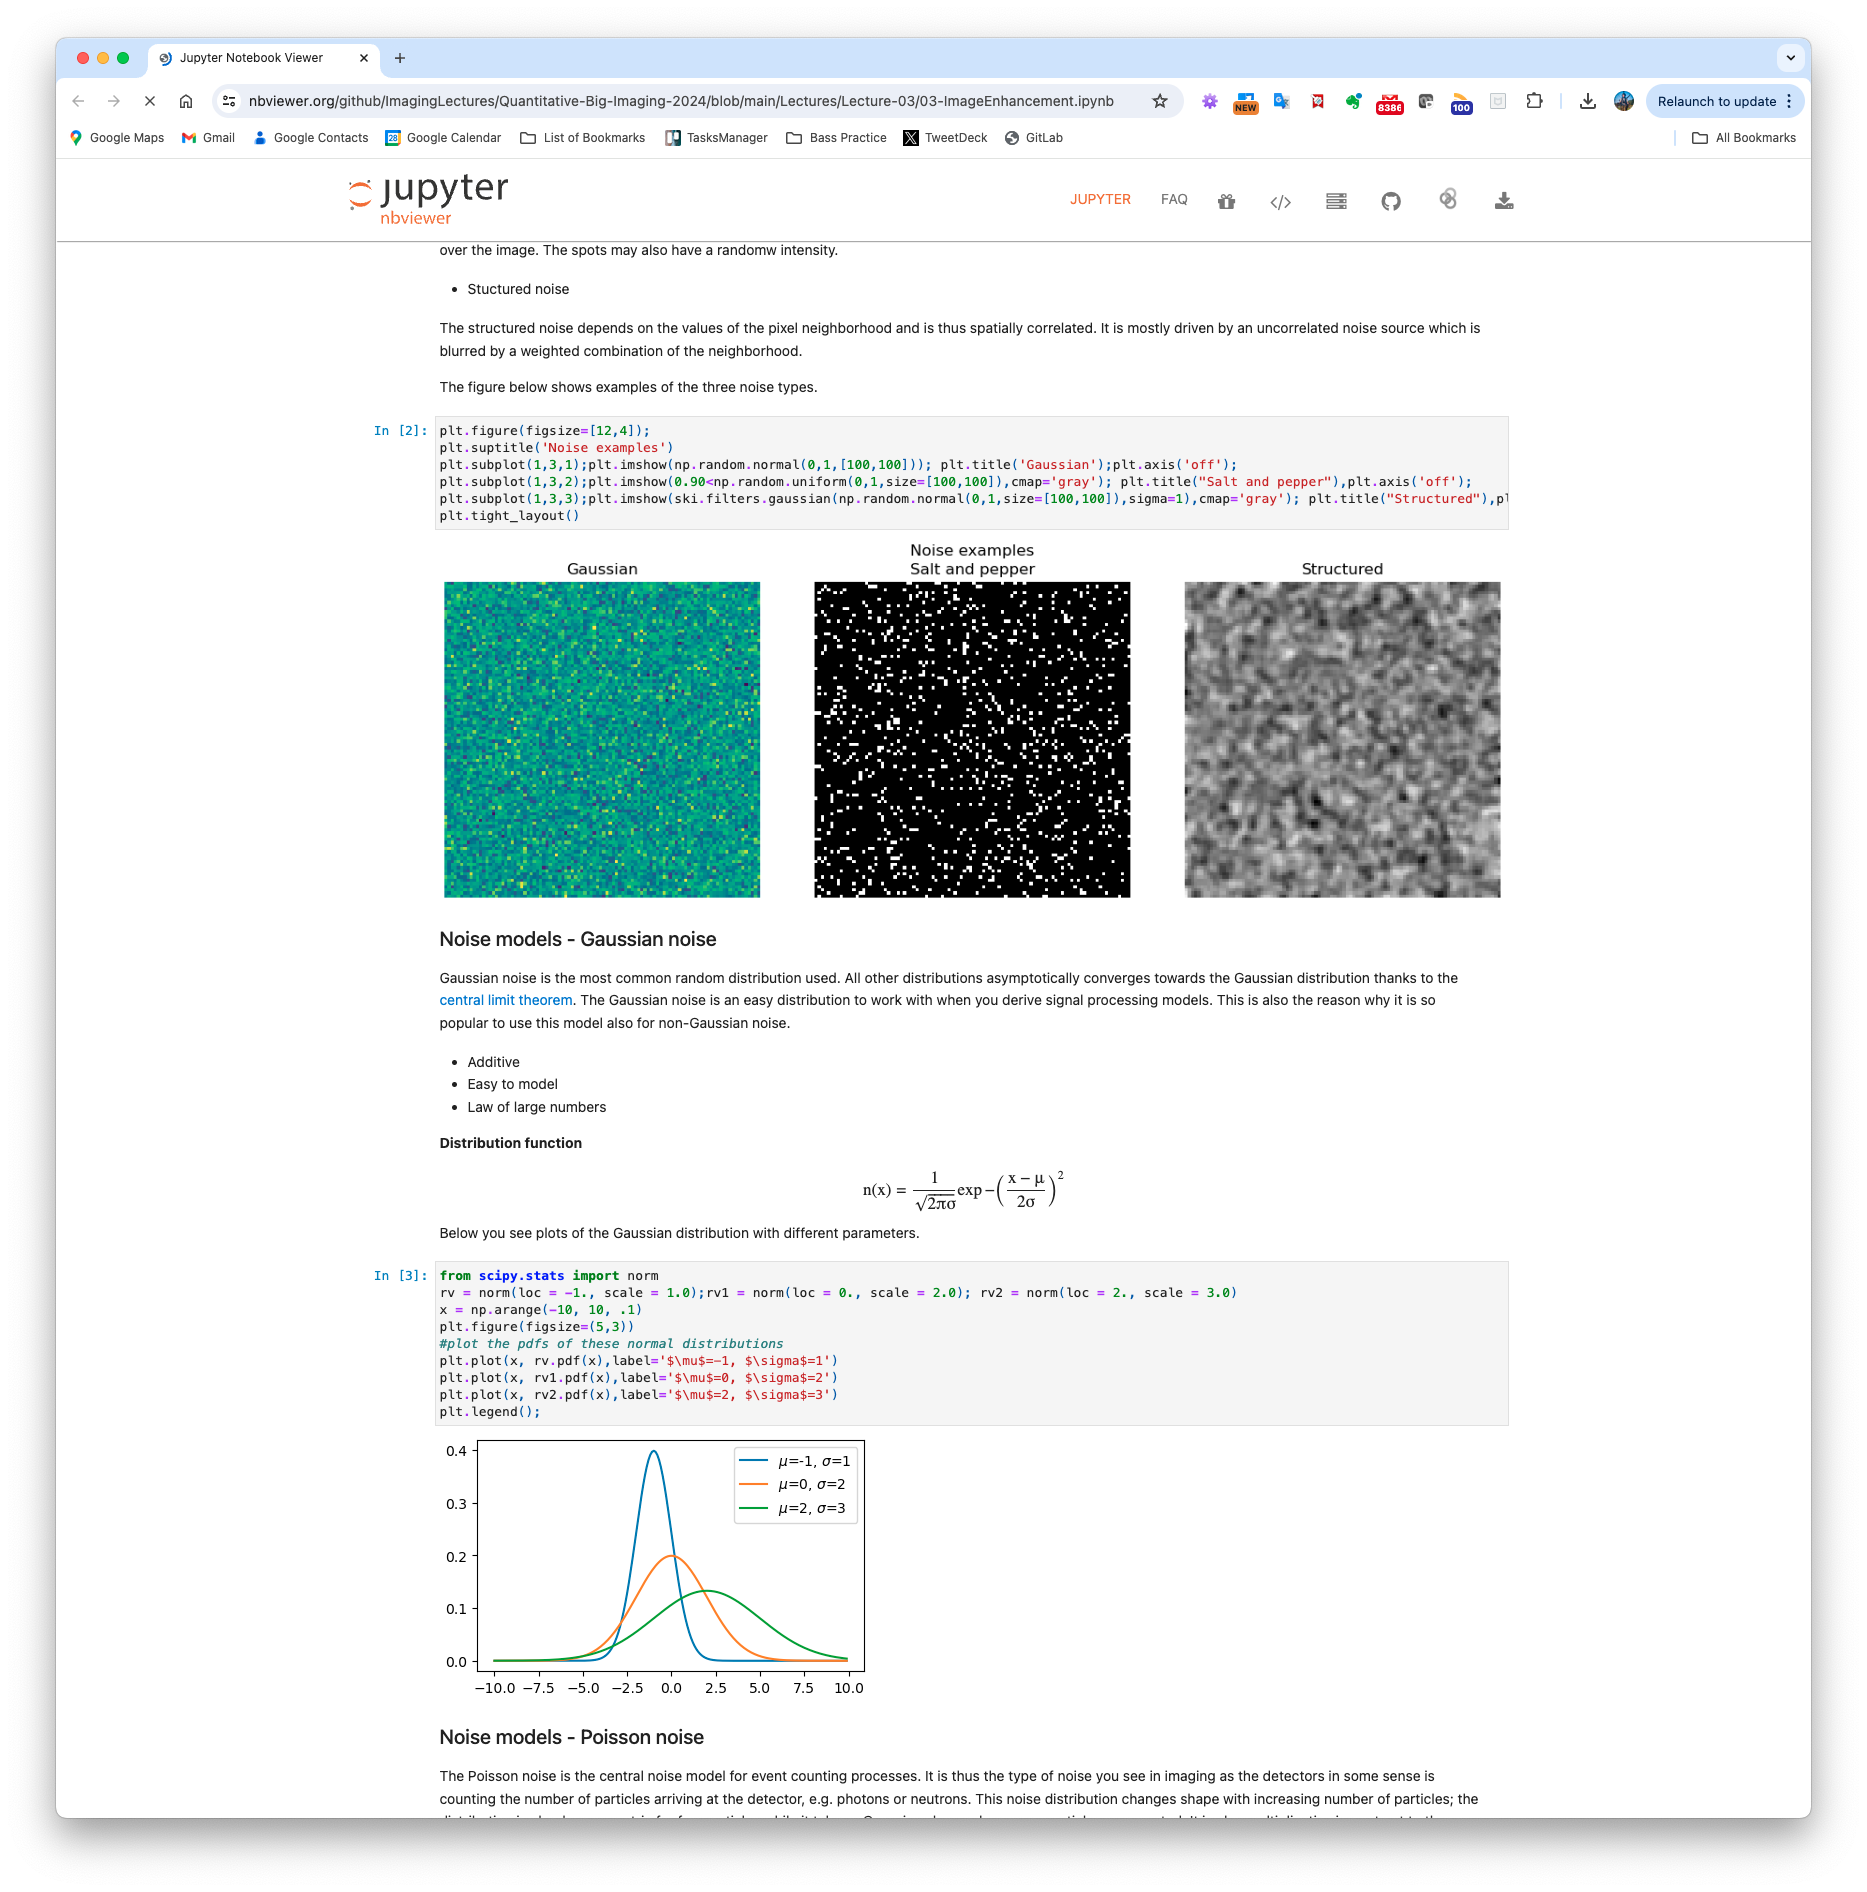 Jupyter Notebook Viewer
nbviewer.org/github/ImagingLectures/Quantitative-Big-Imaging-2024/blob/main/Lectures/Lecture-03/03-ImageEnhancement.ipynb
NEW
8386
100
Relaunch to update
Google Maps
Gmail
Google Contacts
28
Google Calendar
List of Bookmarks
TasksManager
Bass Practice
TweetDeck
GitLab
All Bookmarks
jupyter
nbviewer
JUPYTER
FAQ
over the image. The spots may also have a randomw intensity.
• Stuctured noise
The structured noise depends on the values of the pixel neighborhood and is thus spatially correlated. It is mostly driven by an uncorrelated noise source which is
blurred by a weighted combination of the neighborhood.
The figure below shows examples of the three noise types.
In [2]:
plt.figure(figsize=[12,4]);
plt.suptitle('Noise examples')
plt.subplot(1,3,1);plt.imshow(np.random.normal(0,1,[100,100])); plt.title('Gaussian');plt.axis('off');
plt.subplot(1,3,2);plt.imshow(0.90<np.random.uniform(0,1,size=[100,100]),cmap='gray'); plt.title("Salt and pepper"),plt.axis('off');
plt.subplot(1,3,3);plt.imshow(ski.filters.gaussian(np.random.normal(0,1,size=[100,100]),sigma=1),cmap='gray'); plt.title("Structured"),pl
plt.tight_layout()
Noise examples
Gaussian
Salt and pepper
Structured
Noise models - Gaussian noise
Gaussian noise is the most common random distribution used. All other distributions asymptotically converges towards the Gaussian distribution thanks to the
central limit theorem. The Gaussian noise is an easy distribution to work with when you derive signal processing models. This is also the reason why it is so
popular to use this model also for non-Gaussian noise.
• Additive
• Easy to model
• Law of large numbers
Distribution function
n(x) = 1/√2πσ exp −((x − μ)/2σ)²
Below you see plots of the Gaussian distribution with different parameters.
In [3]:
from scipy.stats import norm
rv = norm(loc = -1., scale = 1.0);rv1 = norm(loc = 0., scale = 2.0); rv2 = norm(loc = 2., scale = 3.0)
x = np.arange(-10, 10, .1)
plt.figure(figsize=(5,3))
#plot the pdfs of these normal distributions
plt.plot(x, rv.pdf(x),label='$\mu$=-1, $\sigma$=1')
plt.plot(x, rv1.pdf(x),label='$\mu$=0, $\sigma$=2')
plt.plot(x, rv2.pdf(x),label='$\mu$=2, $\sigma$=3')
plt.legend();
0.4
0.3
0.2
0.1
0.0
μ=-1, σ=1
μ=0, σ=2
μ=2, σ=3
−10.0 −7.5 −5.0 −2.5 0.0 2.5 5.0 7.5 10.0
Noise models - Poisson noise
The Poisson noise is the central noise model for event counting processes. It is thus the type of noise you see in imaging as the detectors in some sense is
counting the number of particles arriving at the detector, e.g. photons or neutrons. This noise distribution changes shape with increasing number of particles; the